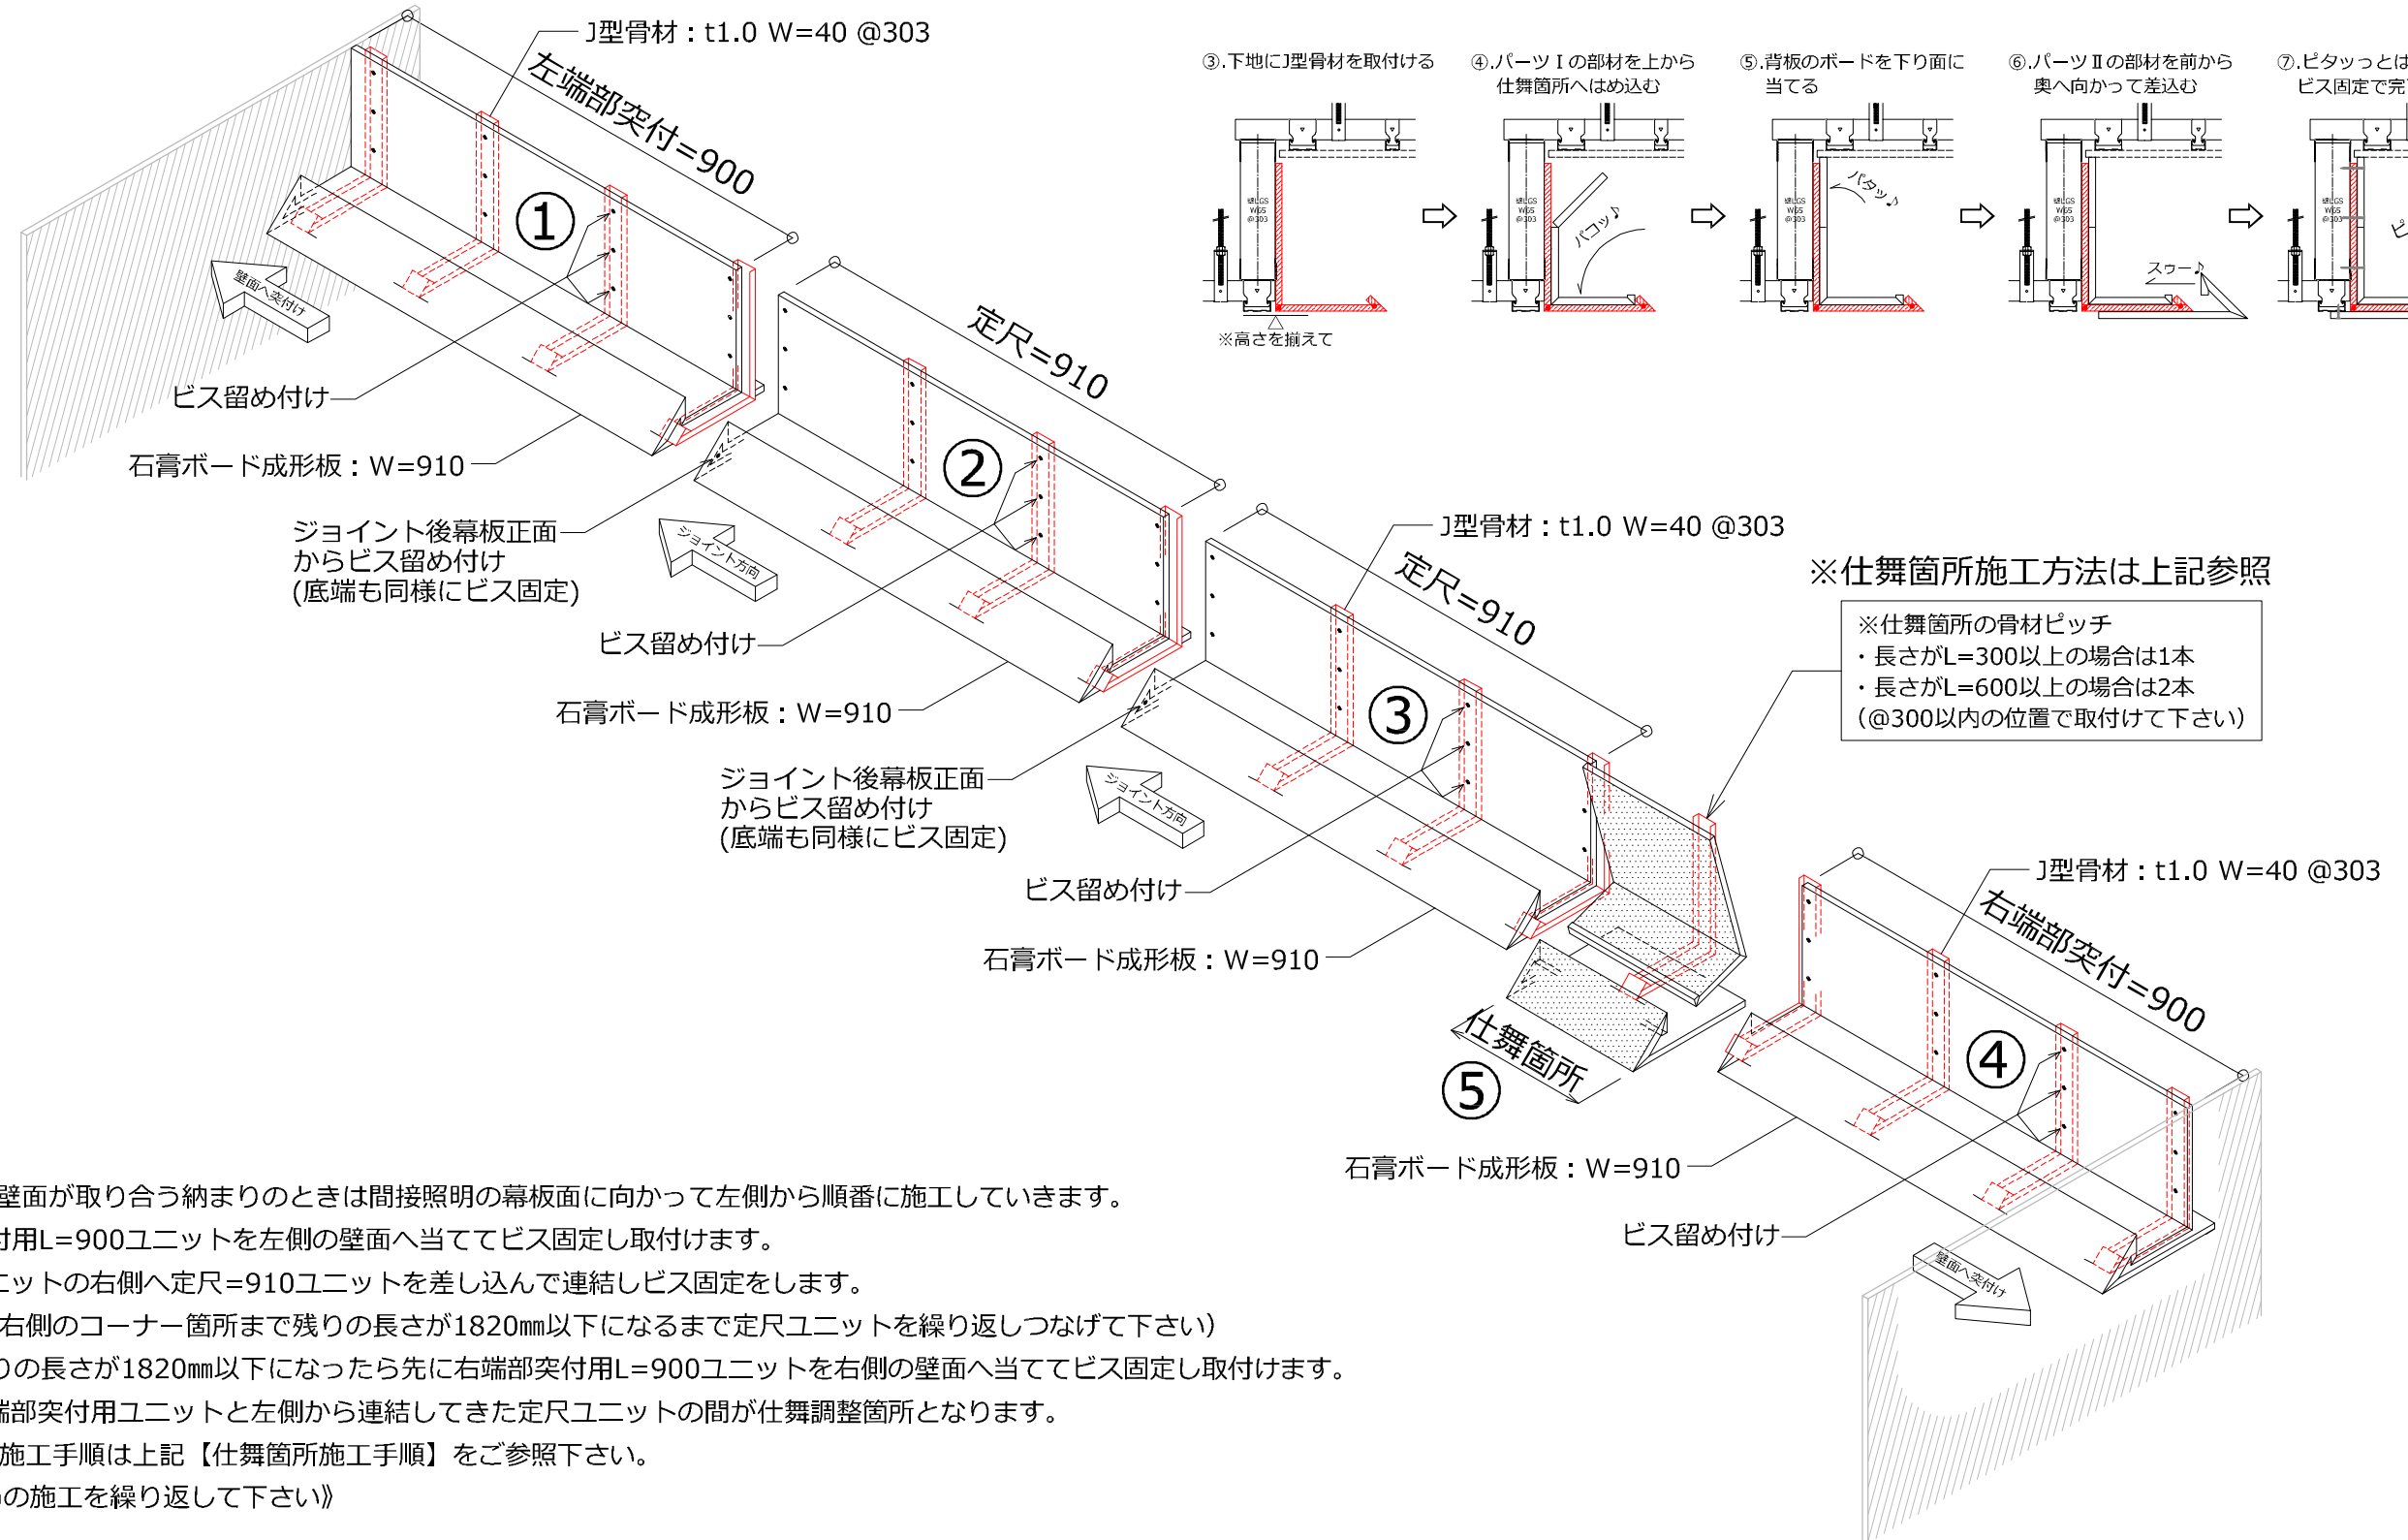 J型骨材：t1.0 W=40 @303
左端部突付=900
①
壁面へ突付け
ビス留め付け
石膏ボード成形板：W=910
③.下地にJ型骨材を取付ける
壁LGS
W65
@303
※高さを揃えて
④.パーツⅠの部材を上から
仕舞箇所へはめ込む
壁LGS
W65
@303
パコッ♪
⑤.背板のボードを下り面に
当てる
壁LGS
W65
@303
パタッ♪
⑥.パーツⅡの部材を前から
奥へ向かって差込む
壁LGS
W65
@303
スゥー♪
⑦.ピタッっとは
ビス固定で完
壁LGS
W65
@303
ピ
定尺=910
②
ジョイント後幕板正面
からビス留め付け
(底端も同様にビス固定)
ジョイント方向
ビス留め付け
石膏ボード成形板：W=910
J型骨材：t1.0 W=40 @303
定尺=910
③
ジョイント後幕板正面
からビス留め付け
(底端も同様にビス固定)
ジョイント方向
ビス留め付け
石膏ボード成形板：W=910
※仕舞箇所施工方法は上記参照
※仕舞箇所の骨材ピッチ
・長さがL=300以上の場合は1本
・長さがL=600以上の場合は2本
（@300以内の位置で取付けて下さい）
仕舞箇所
⑤
J型骨材：t1.0 W=40 @303
右端部突付=900
④
石膏ボード成形板：W=910
ビス留め付け
壁面へ突付け
壁面が取り合う納まりのときは間接照明の幕板面に向かって左側から順番に施工していきます。
付用L=900ユニットを左側の壁面へ当ててビス固定し取付けます。
ニットの右側へ定尺=910ユニットを差し込んで連結しビス固定をします。
右側のコーナー箇所まで残りの長さが1820㎜以下になるまで定尺ユニットを繰り返しつなげて下さい）
りの長さが1820㎜以下になったら先に右端部突付用L=900ユニットを右側の壁面へ当ててビス固定し取付けます。
端部突付用ユニットと左側から連結してきた定尺ユニットの間が仕舞調整箇所となります。
施工手順は上記【仕舞箇所施工手順】をご参照下さい。
の施工を繰り返して下さい》